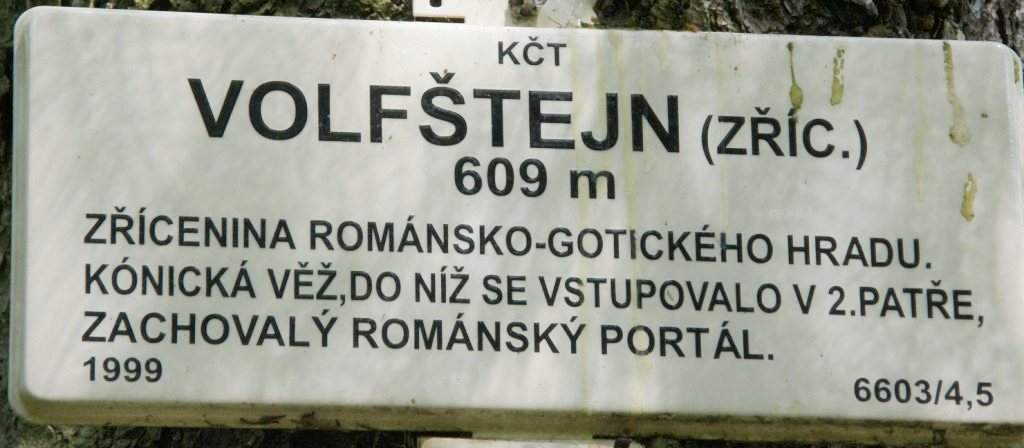 KČT
VOLFŠTEJN (ZŘÍC.)
609 m
ZŘÍCENINA ROMÁNSKO-GOTICKÉHO HRADU.
KÓNICKÁ VĚŽ,DO NÍŽ SE VSTUPOVALO V 2.PATŘE,
ZACHOVALÝ ROMÁNSKÝ PORTÁL.
1999
6603/4,5